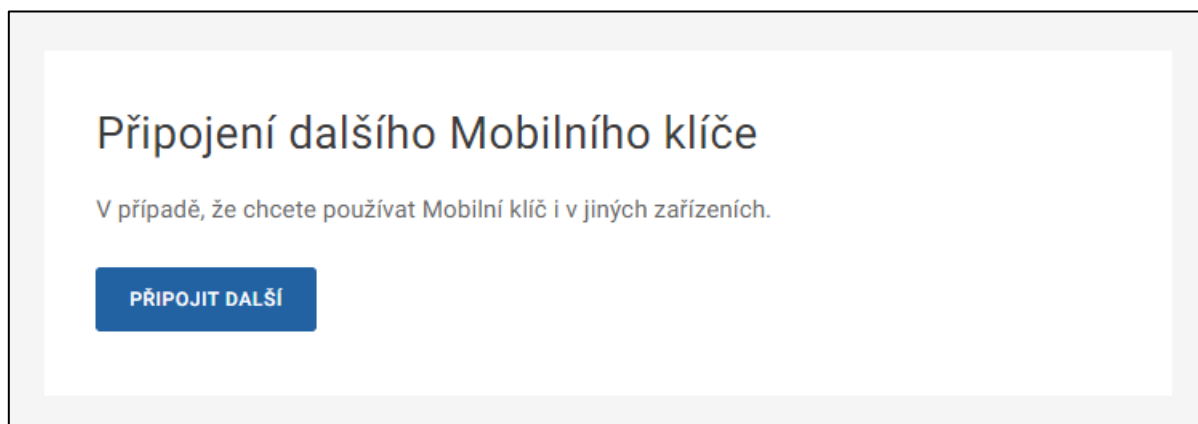 Připojení dalšího Mobilního klíče
V případě, že chcete používat Mobilní klíč i v jiných zařízeních.
PŘIPOJIT DALŠÍ